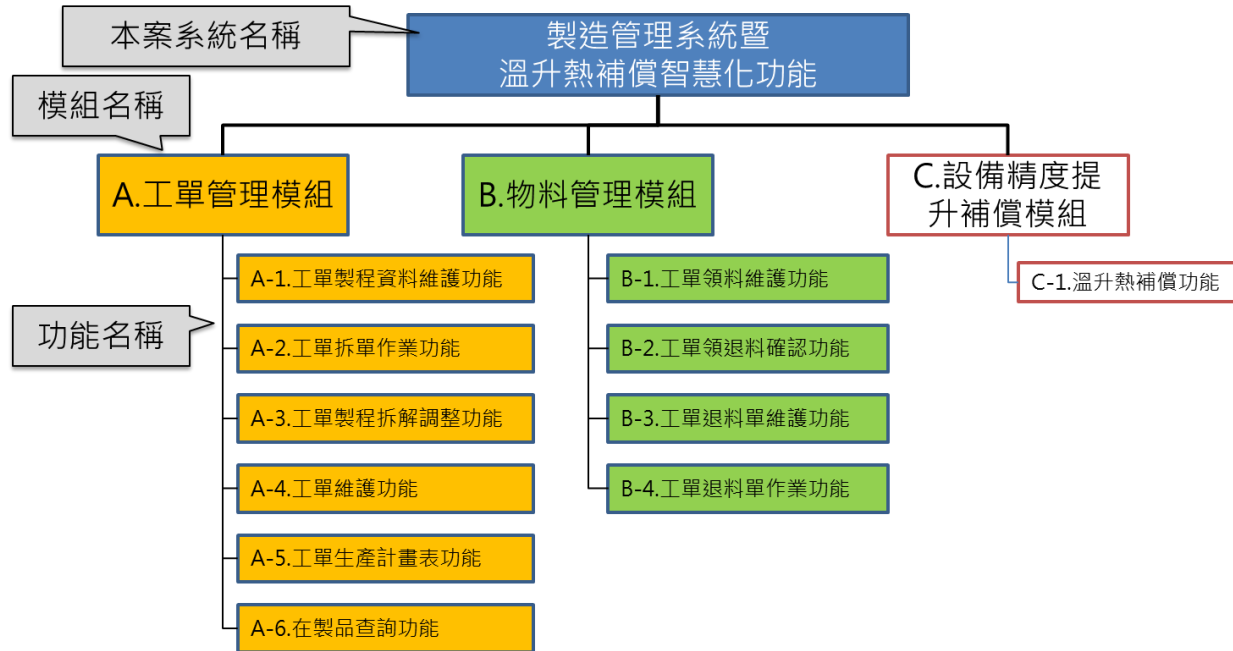 本案系統名稱
製造管理系統暨
溫升熱補償智慧化功能
模組名稱
A.工單管理模組
B.物料管理模組
C.設備精度提
升補償模組
功能名稱
A-1.工單製程資料維護功能
A-2.工單拆單作業功能
A-3.工單製程拆解調整功能
A-4.工單維護功能
A-5.工單生產計畫表功能
A-6.在製品查詢功能
B-1.工單領料維護功能
B-2.工單領退料確認功能
B-3.工單退料單維護功能
B-4.工單退料單作業功能
C-1.溫升熱補償功能